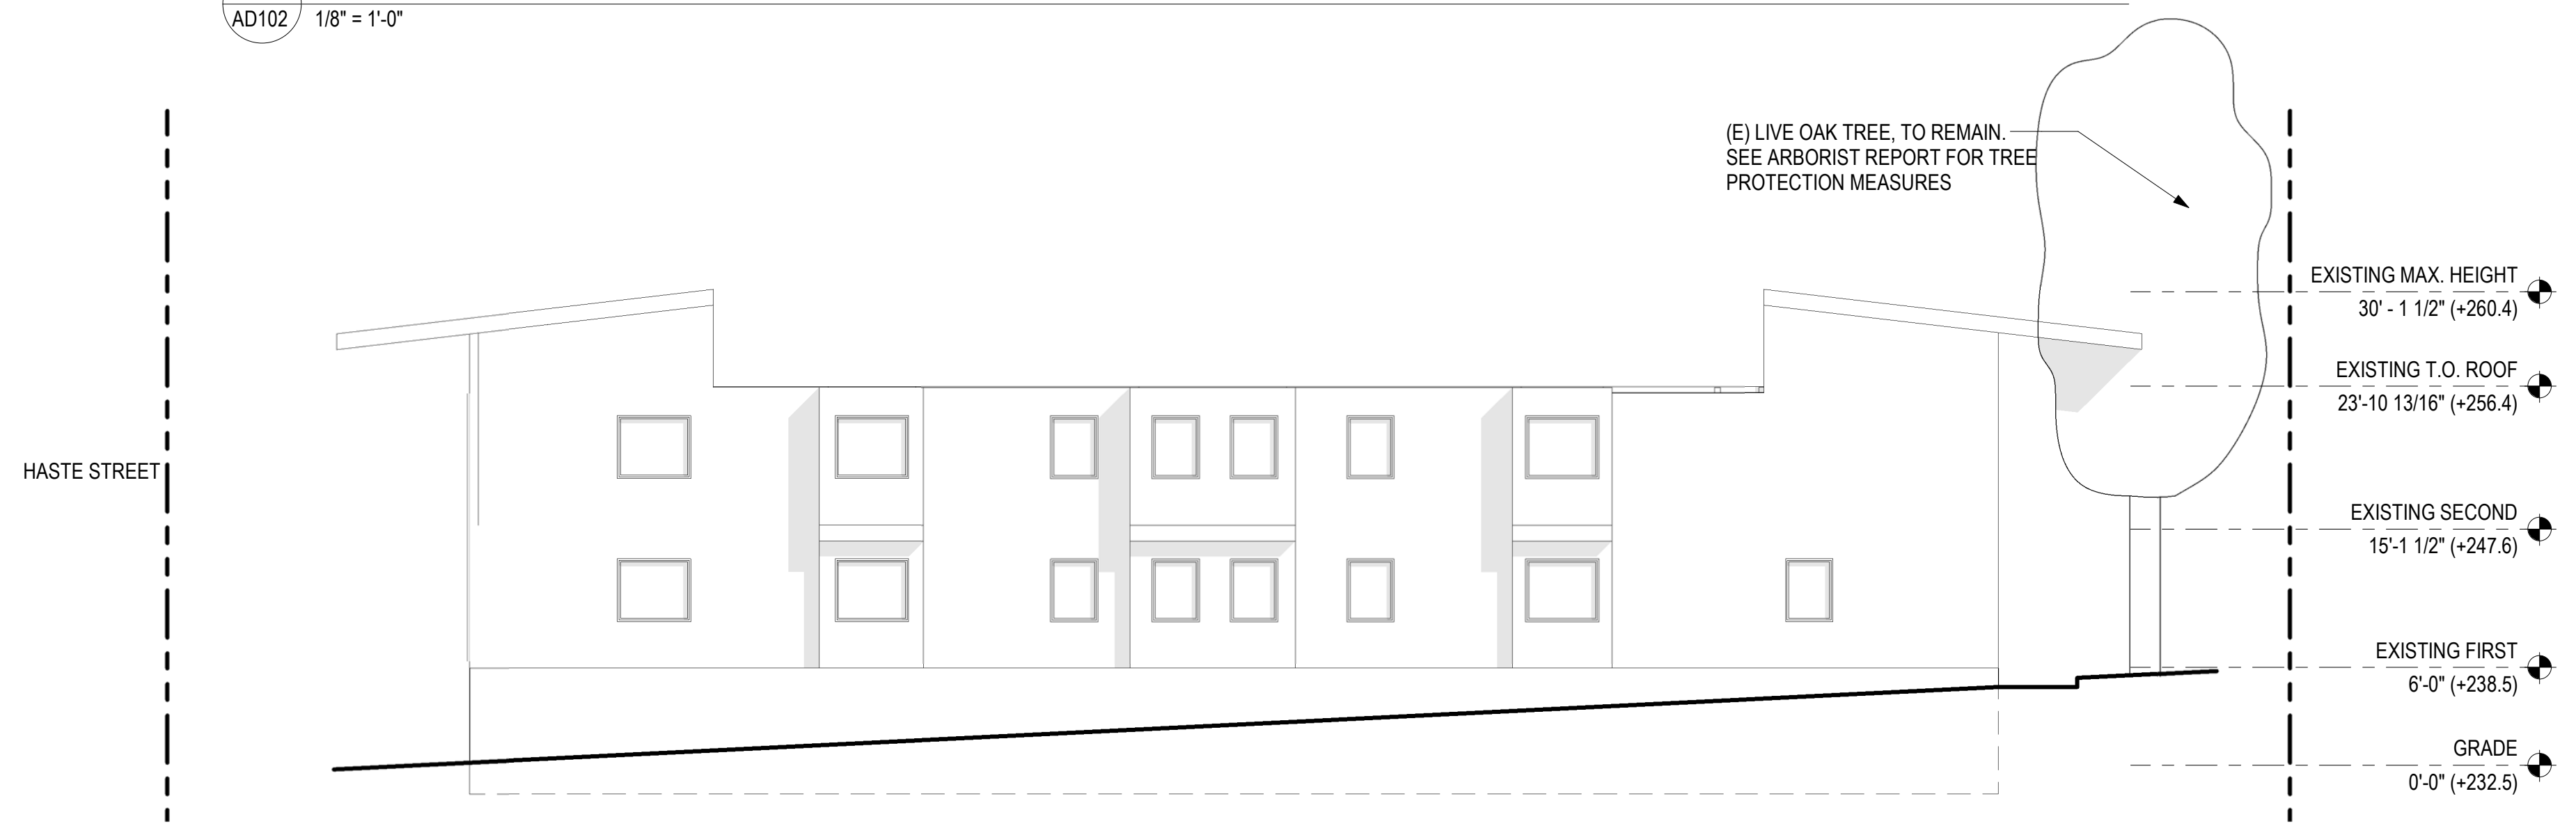 AD102 1/8" = 1'-0"
(E) LIVE OAK TREE, TO REMAIN.
SEE ARBORIST REPORT FOR TREE
PROTECTION MEASURES
EXISTING MAX. HEIGHT
30' - 1 1/2" (+260.4)
EXISTING T.O. ROOF
23'-10 13/16" (+256.4)
HASTE STREET
EXISTING SECOND
15'-1 1/2" (+247.6)
EXISTING FIRST
6'-0" (+238.5)
GRADE
0'-0" (+232.5)